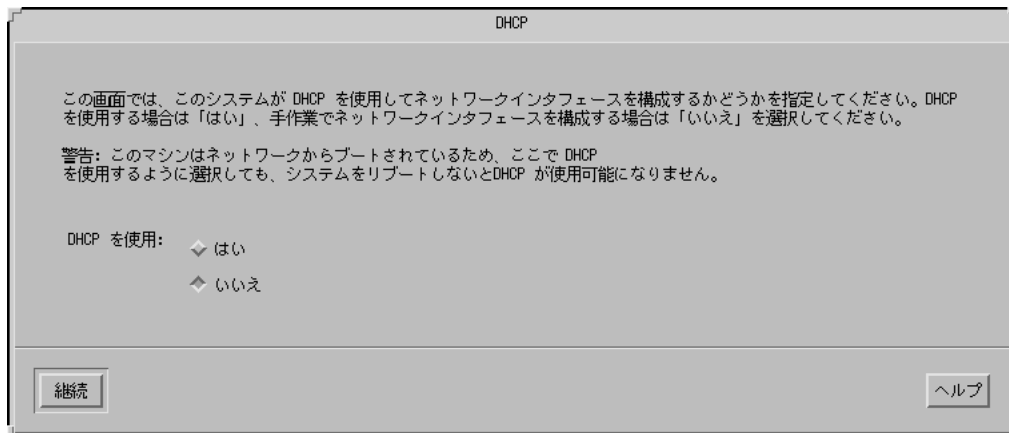 DHCP
この画面では、このシステムが DHCP を使用してネットワークインタフェースを構成するかどうかを指定してください。DHCP
を使用する場合は「はい」、手作業でネットワークインタフェースを構成する場合は「いいえ」を選択してください。
警告: このマシンはネットワークからブートされているため、ここで DHCP
を使用するように選択しても、システムをリブートしないとDHCP が使用可能になりません。
DHCP を使用:
はい
いいえ
継続
ヘルプ